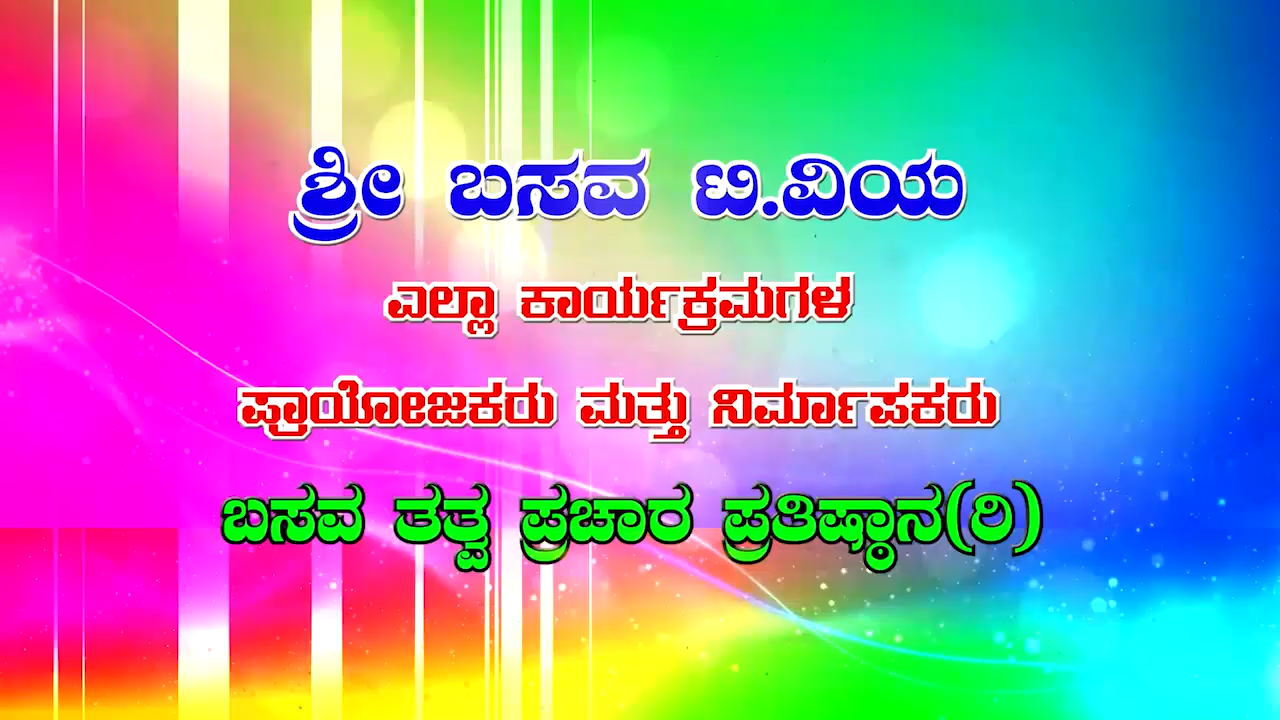 ಶ್ರೀ ಬಸವ ಟಿ.ವಿಯ
ಎಲ್ಲಾ ಕಾರ್ಯಕ್ರಮಗಳ
ಪ್ರಾಯೋಜಕರು ಮತ್ತು ನಿರ್ಮಾಪಕರು
ಬಸವ ತತ್ವ ಪ್ರಚಾರ ಪ್ರತಿಷ್ಠಾನ(ರಿ)